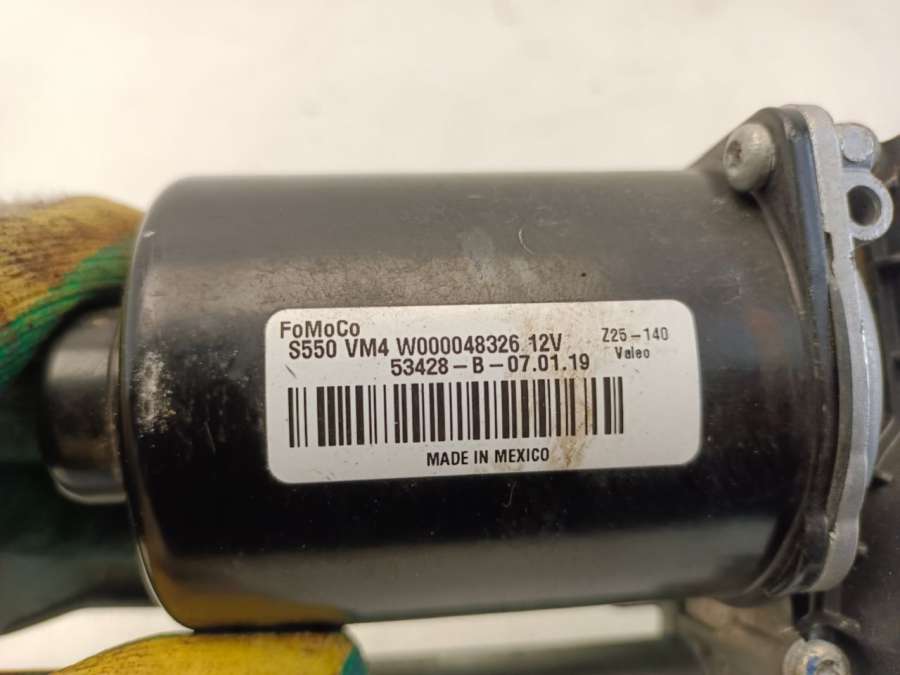 FoMoCo
S550 VM4 W000048326 12V
53428-B-07.01.19
Z25-140
Valeo
MADE IN MEXICO